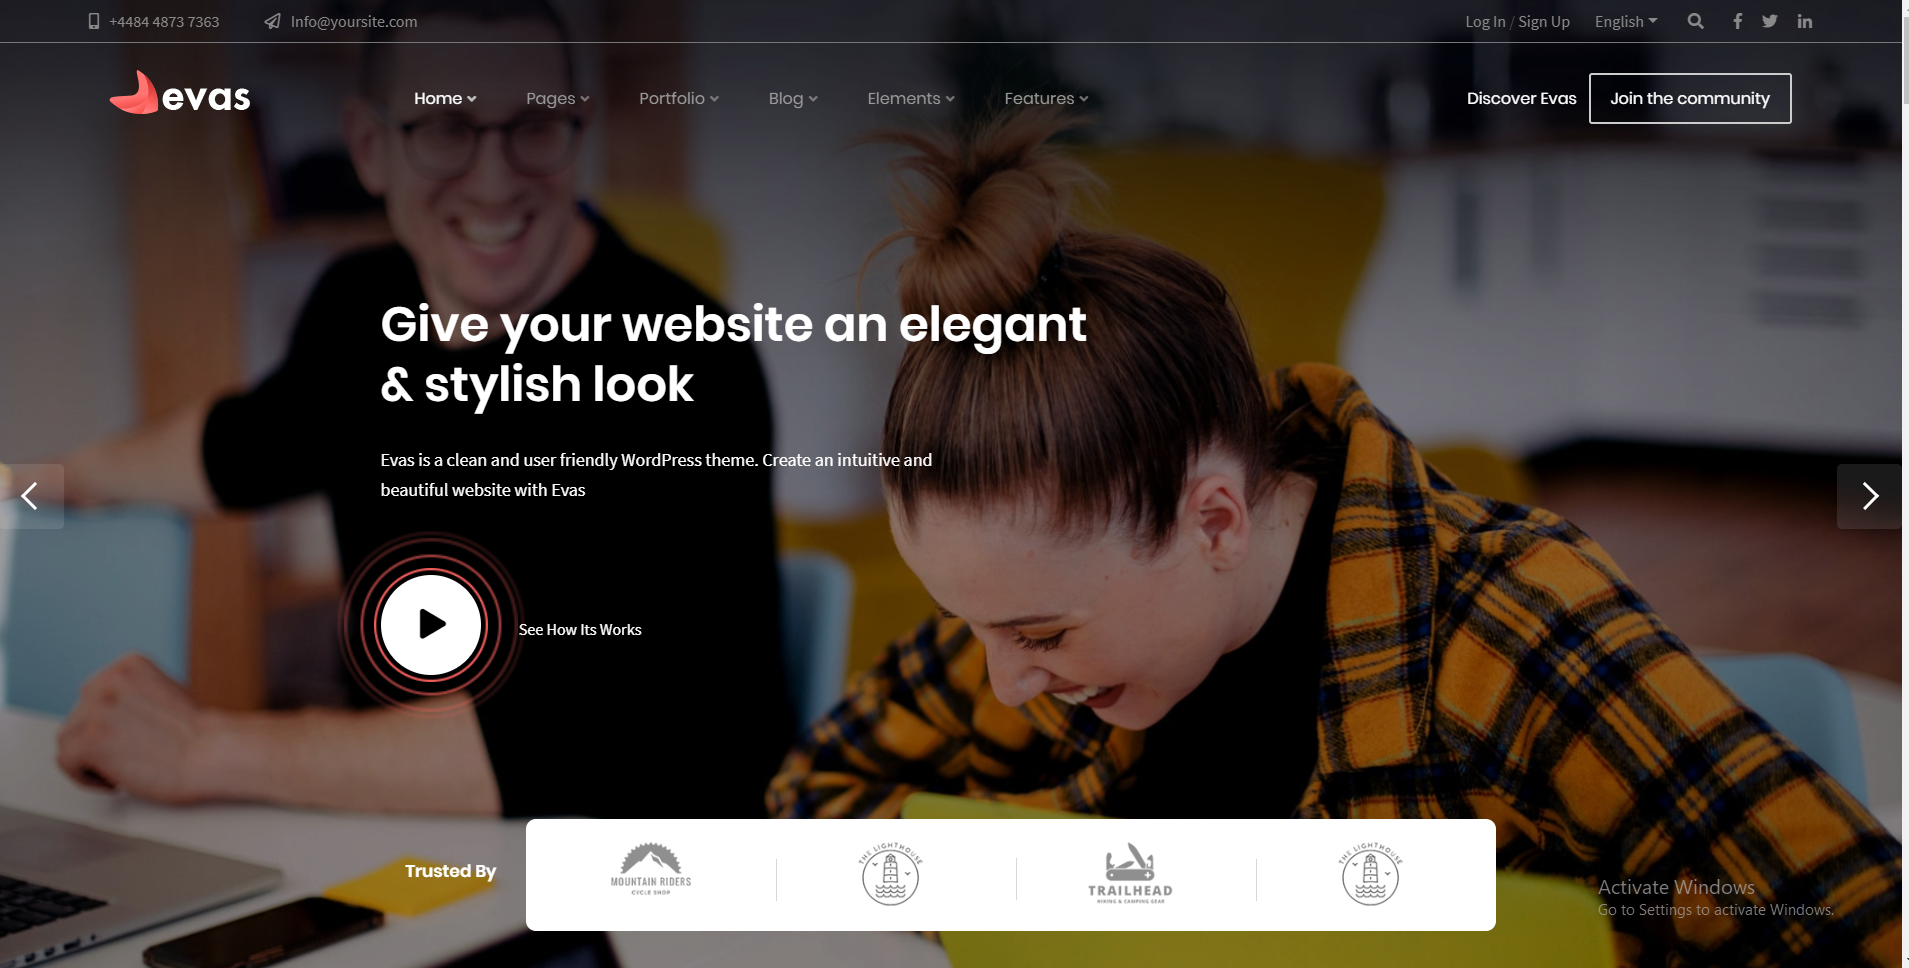 +4484 4873 7363
Info@yoursite.com
Log In / Sign Up
English
evas
Home
Pages
Portfolio
Blog
Elements
Features
Discover Evas
Join the community
Give your website an elegant
& stylish look
Evas is a clean and user friendly WordPress theme. Create an intuitive and
beautiful website with Evas
See How Its Works
Trusted By
MOUNTAIN RIDERS
CYCLE SHOP
THE LIGHTHOUSE
TRAILHEAD
HIKING & CAMPING GEAR
THE LIGHTHOUSE
Activate Windows
Go to Settings to activate Windows.